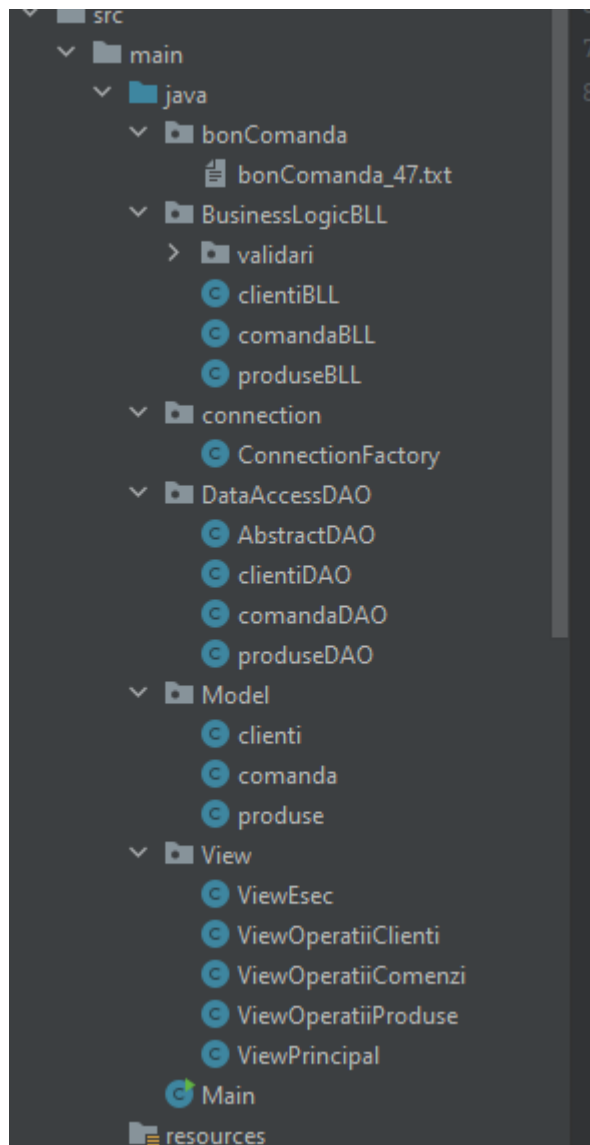 src
main
java
bonComanda
bonComanda_47.txt
BusinessLogicBLL
validari
clientiBLL
comandaBLL
produseBLL
connection
ConnectionFactory
DataAccessDAO
AbstractDAO
clientiDAO
comandaDAO
produseDAO
Model
clienti
comanda
produse
View
ViewEsec
ViewOperatiiClienti
ViewOperatiiComenzi
ViewOperatiiProduse
ViewPrincipal
Main
resources